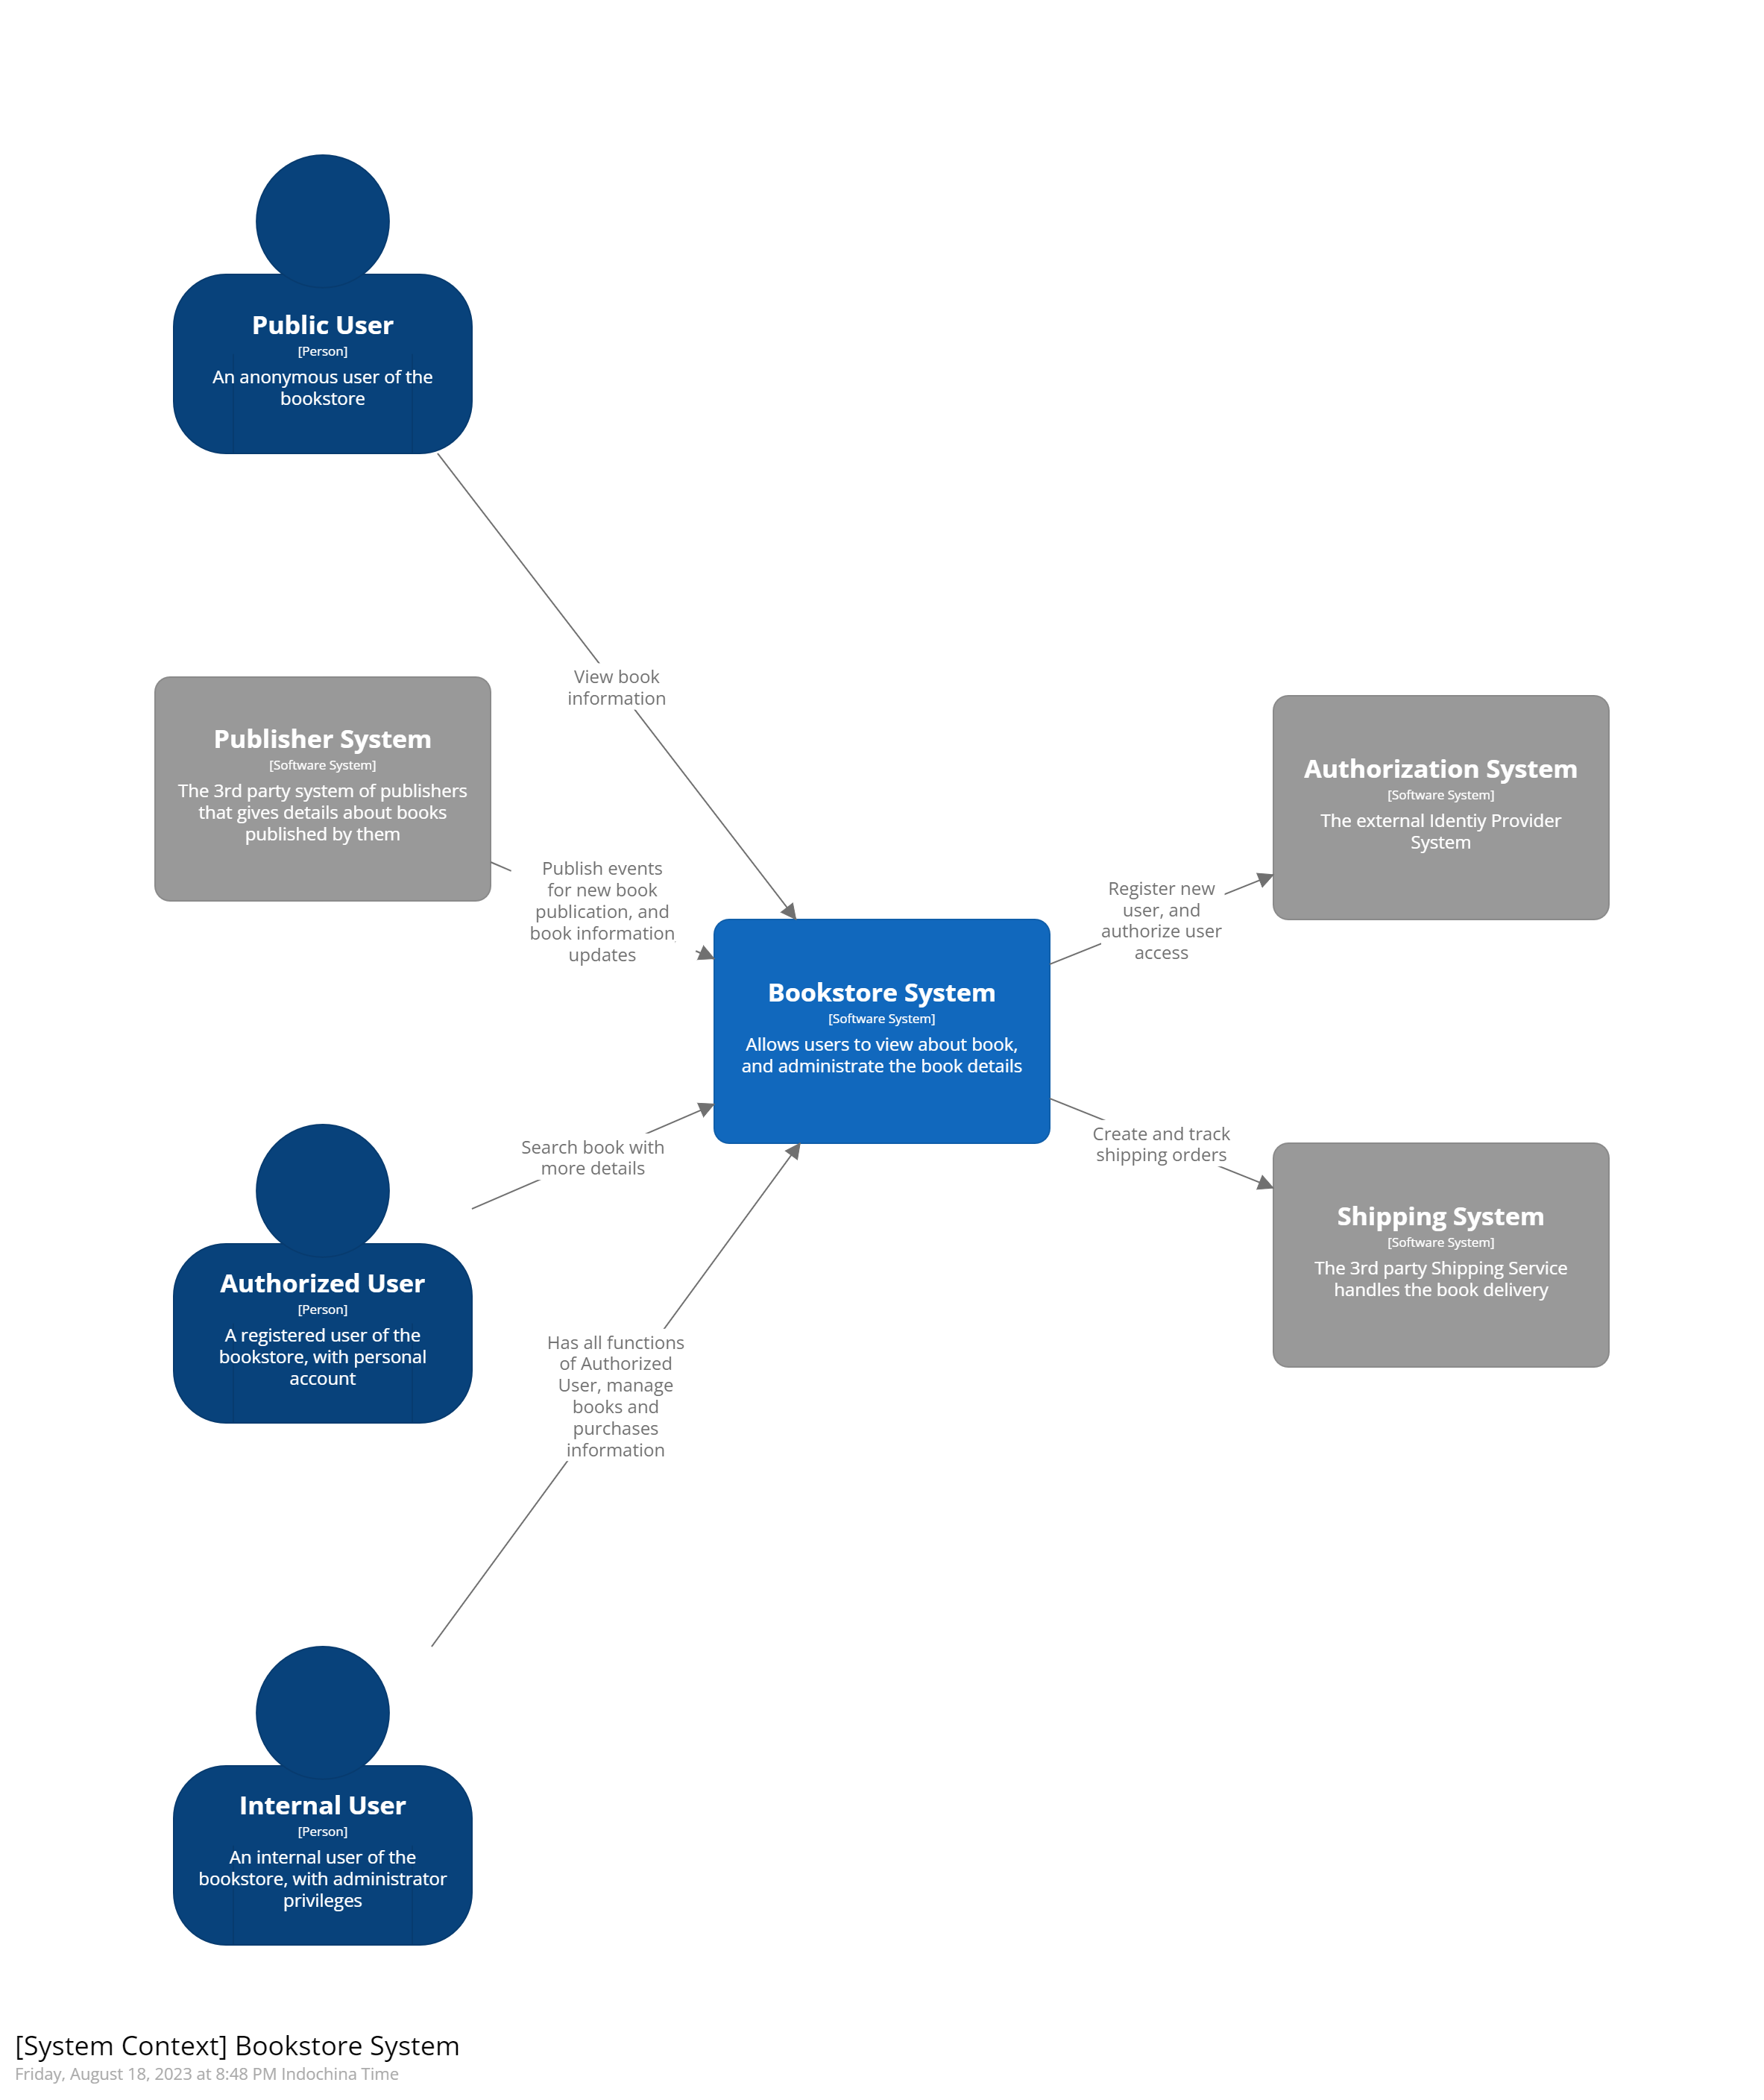 Public User
[Person]
An anonymous user of the
bookstore
View book
information
Publisher System
[Software System]
The 3rd party system of publishers
that gives details about books
published by them
Publish events
for new book
publication, and
book information
updates
Authorization System
[Software System]
The external Identiy Provider
System
Register new
user, and
authorize user
access
Bookstore System
[Software System]
Allows users to view about book,
and administrate the book details
Search book with
more details
Create and track
shipping orders
Shipping System
[Software System]
The 3rd party Shipping Service
handles the book delivery
Authorized User
[Person]
A registered user of the
bookstore, with personal
account
Has all functions
of Authorized
User, manage
books and
purchases
information
Internal User
[Person]
An internal user of the
bookstore, with administrator
privileges
[System Context] Bookstore System
Friday, August 18, 2023 at 8:48 PM Indochina Time